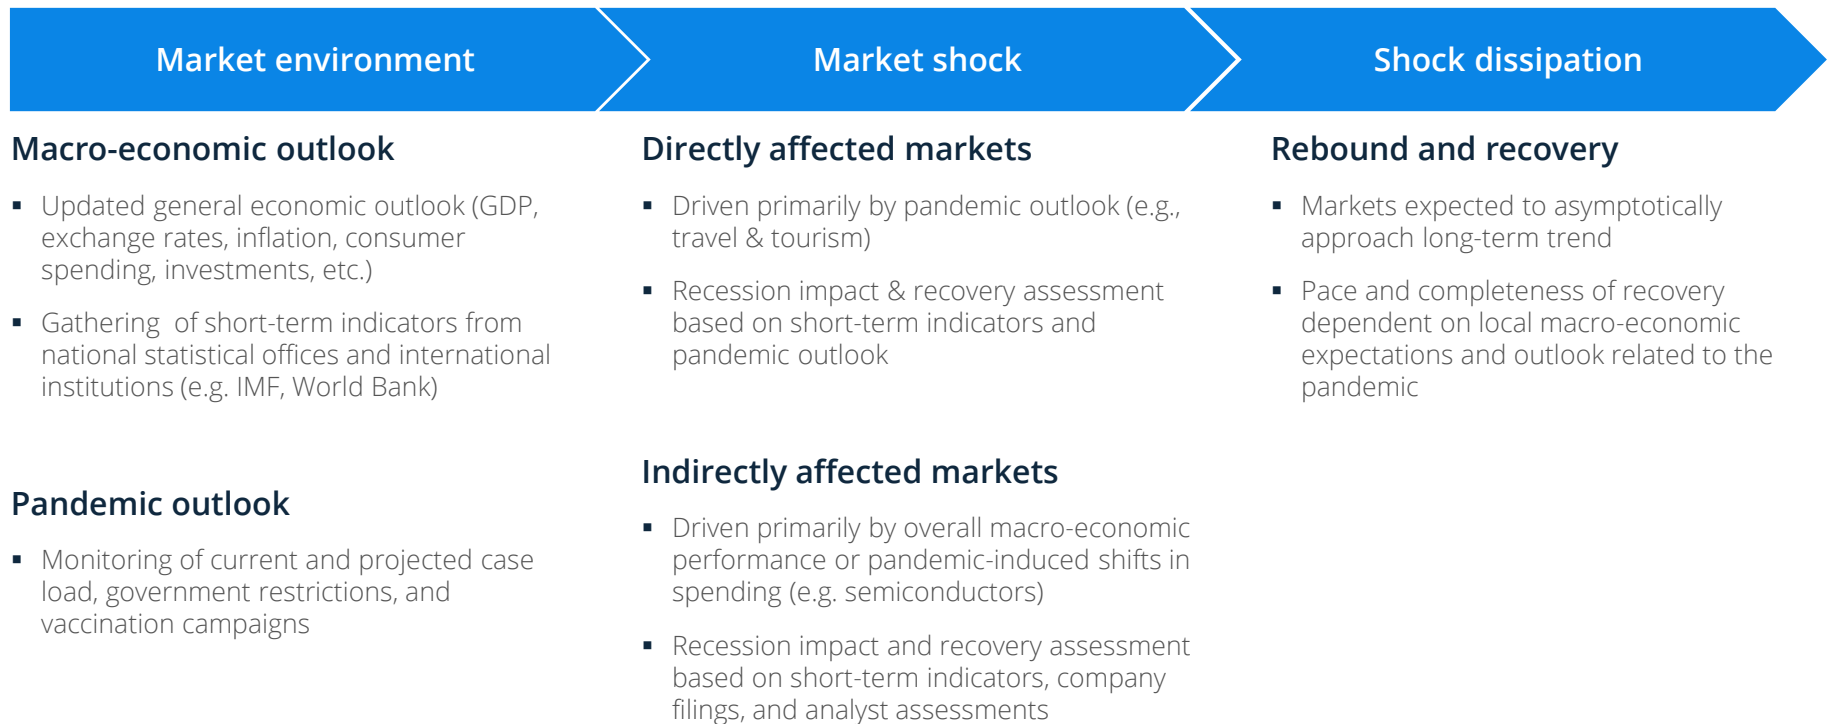 Market environment
Market shock
Shock dissipation
Macro-economic outlook
▪ Updated general economic outlook (GDP,
exchange rates, inflation, consumer
spending, investments, etc.)
▪ Gathering  of short-term indicators from
national statistical offices and international
institutions (e.g. IMF, World Bank)
Pandemic outlook
▪ Monitoring of current and projected case
load, government restrictions, and
vaccination campaigns
Directly affected markets
▪ Driven primarily by pandemic outlook (e.g.,
travel & tourism)
▪ Recession impact & recovery assessment
based on short-term indicators and
pandemic outlook
Indirectly affected markets
▪ Driven primarily by overall macro-economic
performance or pandemic-induced shifts in
spending (e.g. semiconductors)
▪ Recession impact and recovery assessment
based on short-term indicators, company
filings, and analyst assessments
Rebound and recovery
▪ Markets expected to asymptotically
approach long-term trend
▪ Pace and completeness of recovery
dependent on local macro-economic
expectations and outlook related to the
pandemic